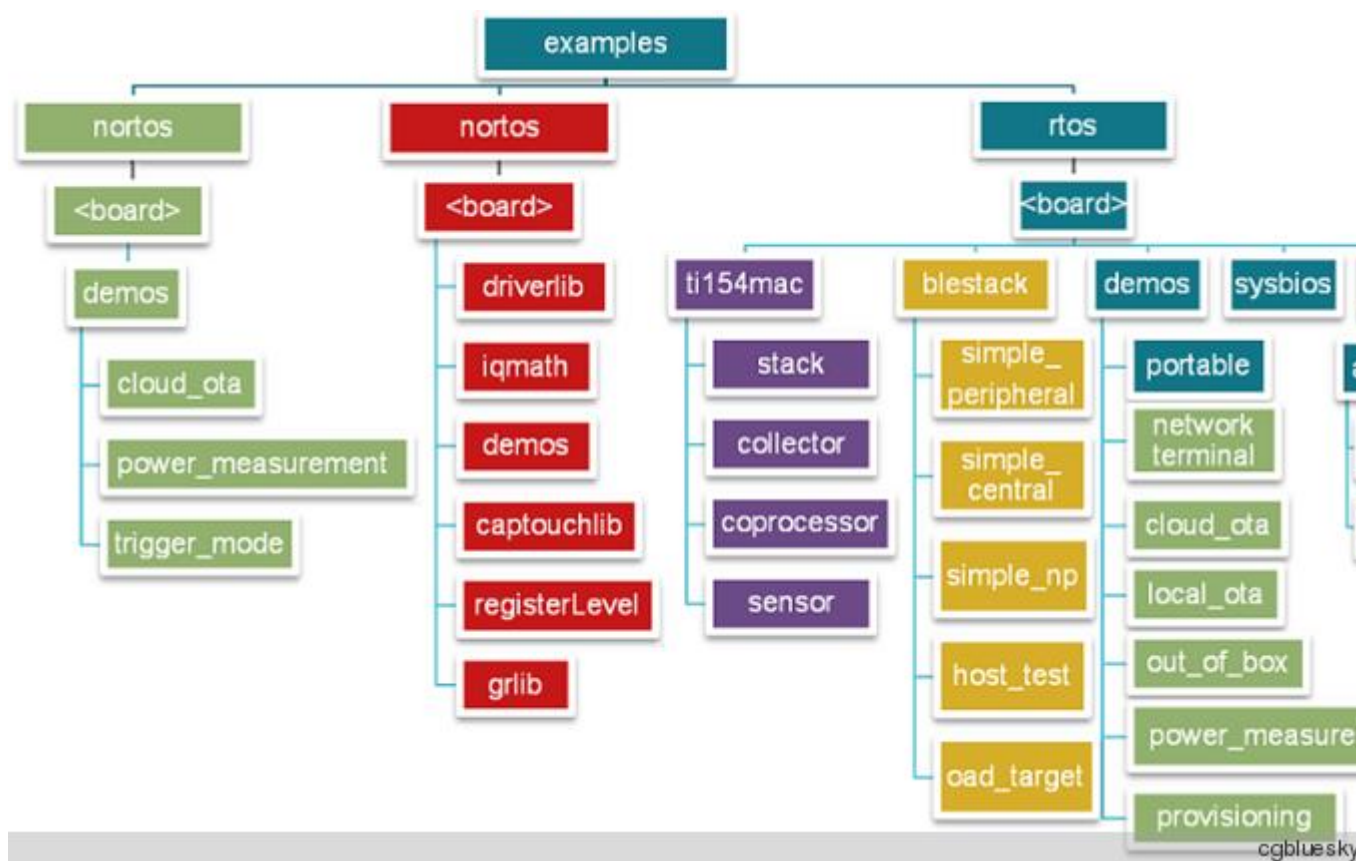 examples
nortos
nortos
rtos
<board>
<board>
<board>
demos
driverlib
iqmath
demos
captouchlib
registerLevel
grlib
cloud_ota
power_measurement
trigger_mode
ti154mac
blestack
demos
sysbios
stack
collector
coprocessor
sensor
simple_
peripheral
simple_
central
simple_np
host_test
oad_target
portable
network
terminal
cloud_ota
local_ota
out_of_box
power_measure
provisioning
cgbluesky